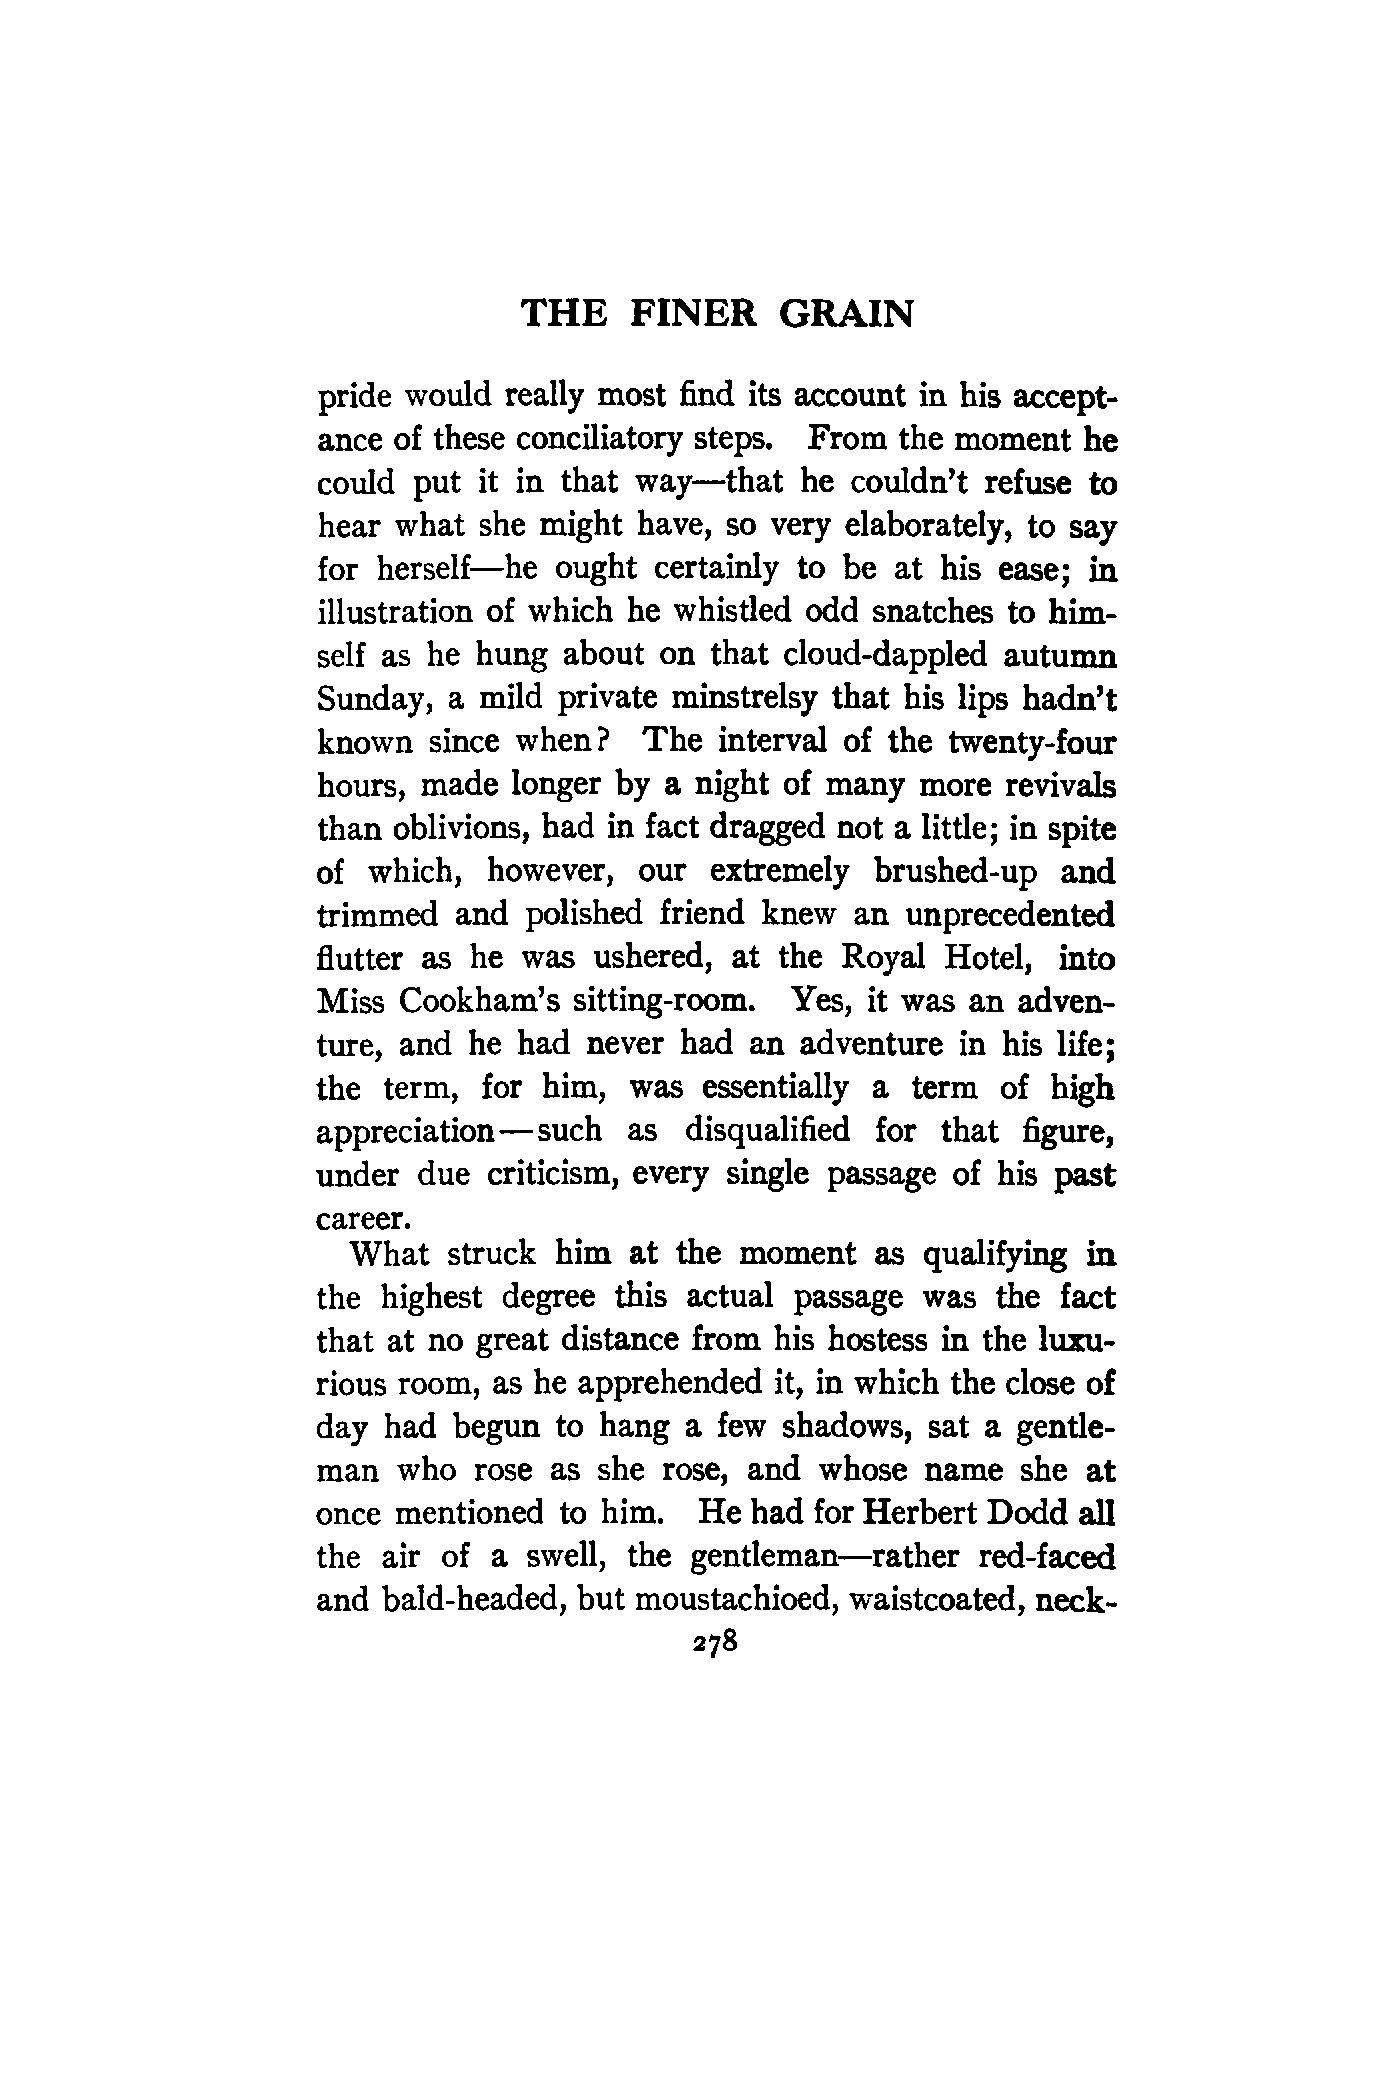 THE FINER GRAIN
pride would really most find its account in his accept-
ance of these conciliatory steps. From the moment he
could put it in that way—that he couldn't refuse to
hear what she might have, so very elaborately, to say
for herself—he ought certainly to be at his ease; in
illustration of which he whistled odd snatches to him-
self as he hung about on that cloud-dappled autumn
Sunday, a mild private minstrelsy that his lips hadn't
known since when? The interval of the twenty-four
hours, made longer by a night of many more revivals
than oblivions, had in fact dragged not a little; in spite
of which, however, our extremely brushed-up and
trimmed and polished friend knew an unprecedented
flutter as he was ushered, at the Royal Hotel, into
Miss Cookham's sitting-room. Yes, it was an adven-
ture, and he had never had an adventure in his life;
the term, for him, was essentially a term of high
appreciation—such as disqualified for that figure,
under due criticism, every single passage of his past
career.
What struck him at the moment as qualifying in
the highest degree this actual passage was the fact
that at no great distance from his hostess in the luxu-
rious room, as he apprehended it, in which the close of
day had begun to hang a few shadows, sat a gentle-
man who rose as she rose, and whose name she at
once mentioned to him. He had for Herbert Dodd all
the air of a swell, the gentleman—rather red-faced
and bald-headed, but moustachioed, waistcoated, neck-
278